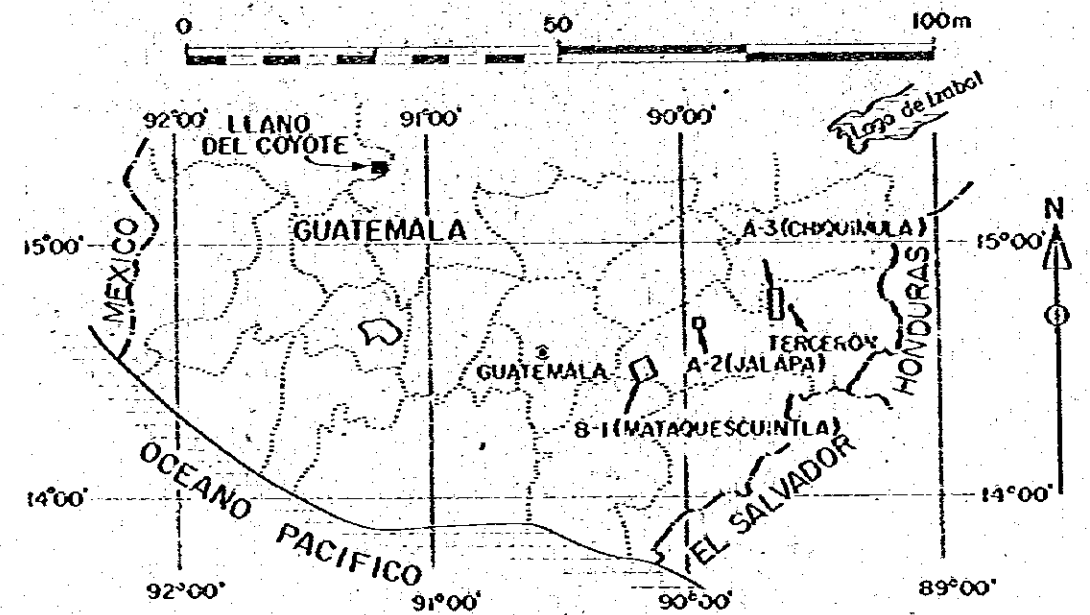 0 50 100m
Lago de Izabal
92°00' 91°00' 90°00'
LLANO
DEL COYOTE
N
GUATEMALA
A-3(CHIQUIMULA)
15°00' 15°00'
MEXICO
HONDURAS
TERCERON
GUATEMALA
A-2(JALAPA)
B-1(MATAQUESCUINTLA)
OCEANO PACIFICO
EL SALVADOR
14°00' 14°00'
92°00' 91°00' 90°00' 89°00'